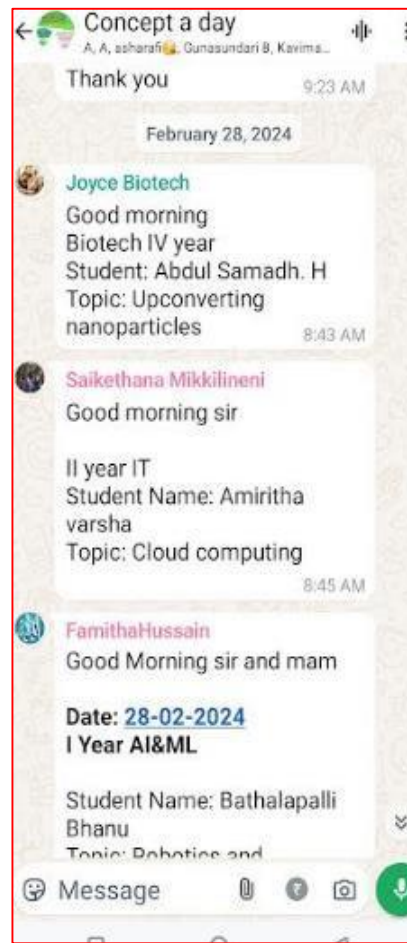 Concept a day
A, A, asharafi😋, Gunasundari B, Kavima...
Thank you
9:23 AM
February 28, 2024
Joyce Biotech
Good morning
Biotech IV year
Student: Abdul Samadh. H
Topic: Upconverting
nanoparticles
8:43 AM
Saikethana Mikkilineni
Good morning sir
II year IT
Student Name: Amiritha
varsha
Topic: Cloud computing
8:45 AM
FamithaHussain
Good Morning sir and mam
Date: 28-02-2024
I Year AI&ML
Student Name: Bathalapalli
Bhanu
Topic: Robotics and
Message